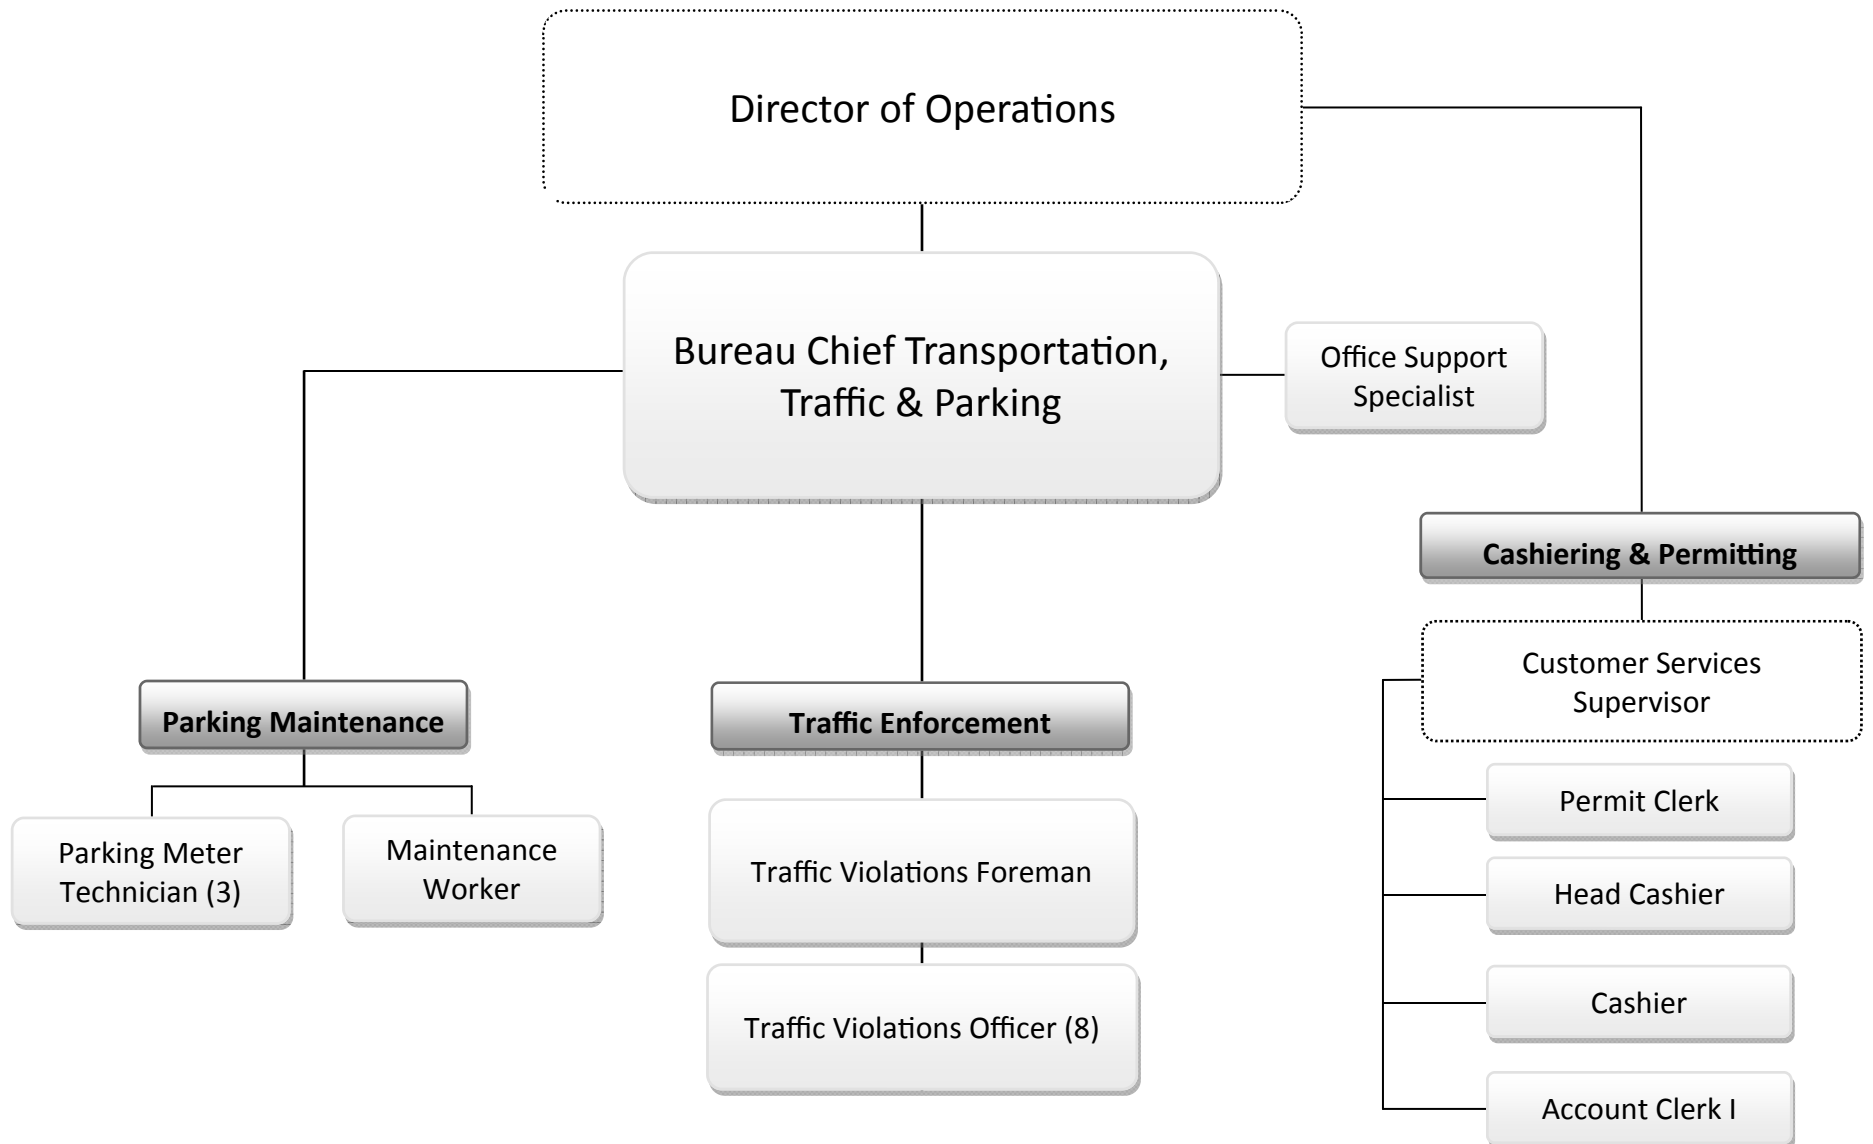 Director of Operations
Bureau Chief Transportation,
Traffic & Parking
Office Support
Specialist
Cashiering & Permitting
Customer Services
Supervisor
Parking Maintenance
Traffic Enforcement
Parking Meter
Technician (3)
Maintenance
Worker
Traffic Violations Foreman
Traffic Violations Officer (8)
Permit Clerk
Head Cashier
Cashier
Account Clerk I